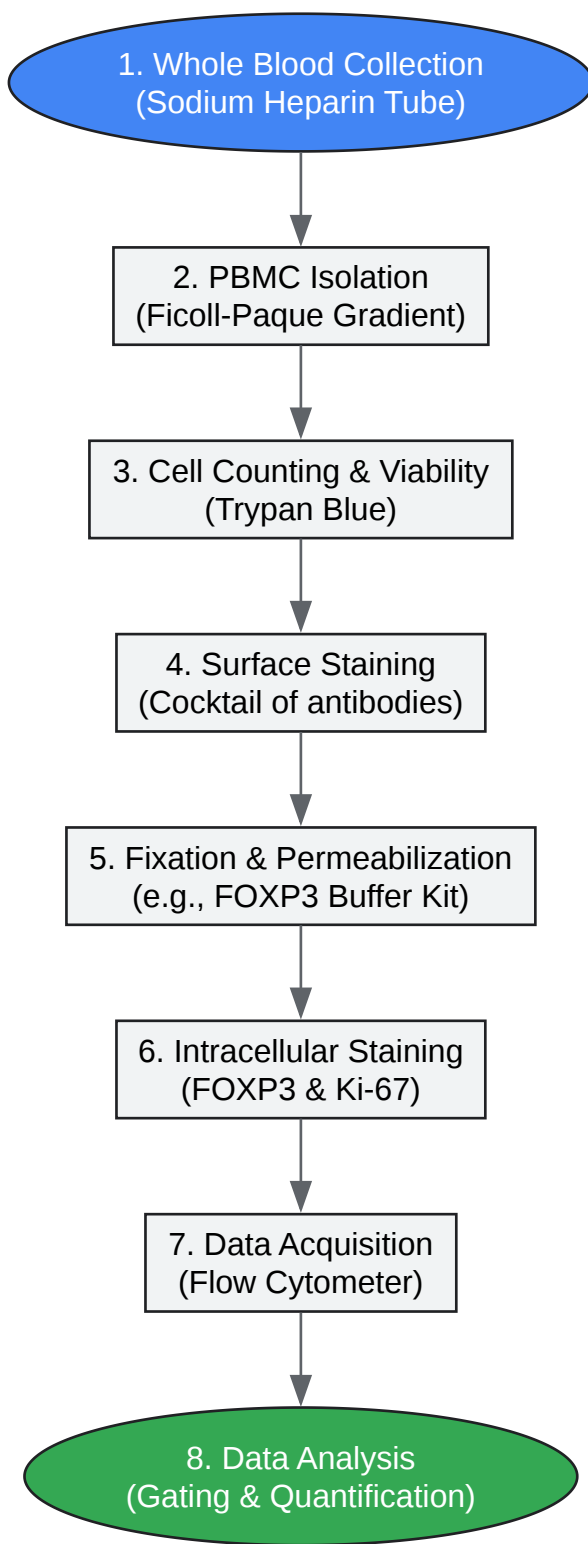 1. Whole Blood Collection
(Sodium Heparin Tube)
2. PBMC Isolation
(Ficoll-Paque Gradient)
3. Cell Counting & Viability
(Trypan Blue)
4. Surface Staining
(Cocktail of antibodies)
5. Fixation & Permeabilization
(e.g., FOXP3 Buffer Kit)
6. Intracellular Staining
(FOXP3 & Ki-67)
7. Data Acquisition
(Flow Cytometer)
8. Data Analysis
(Gating & Quantification)